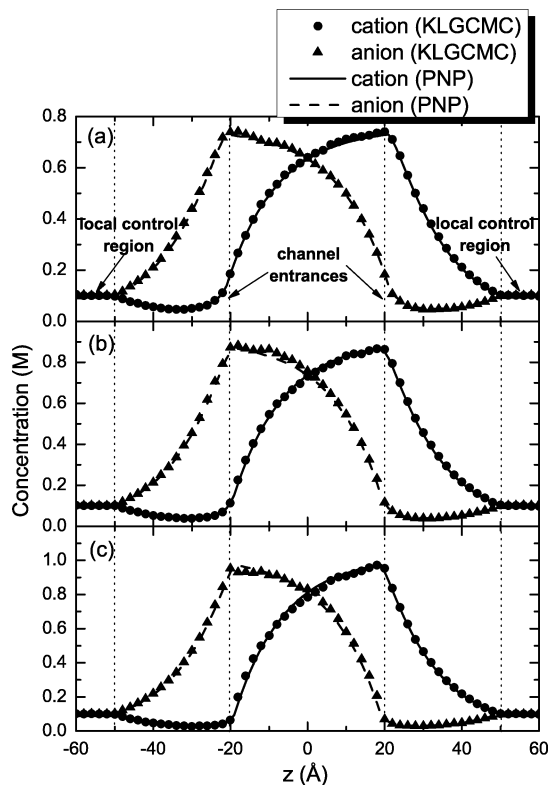 cation (KLGCMC)
anion (KLGCMC)
cation (PNP)
anion (PNP)
0.8
(a)
0.6
0.4
local control
region
channel
entrances
local control
region
0.2
0.0
(b)
0.8
0.6
0.4
0.2
0.0
Concentration (M)
(c)
1.0
0.8
0.6
0.4
0.2
0.0
-60 -40 -20 0 20 40 60
z (Å)